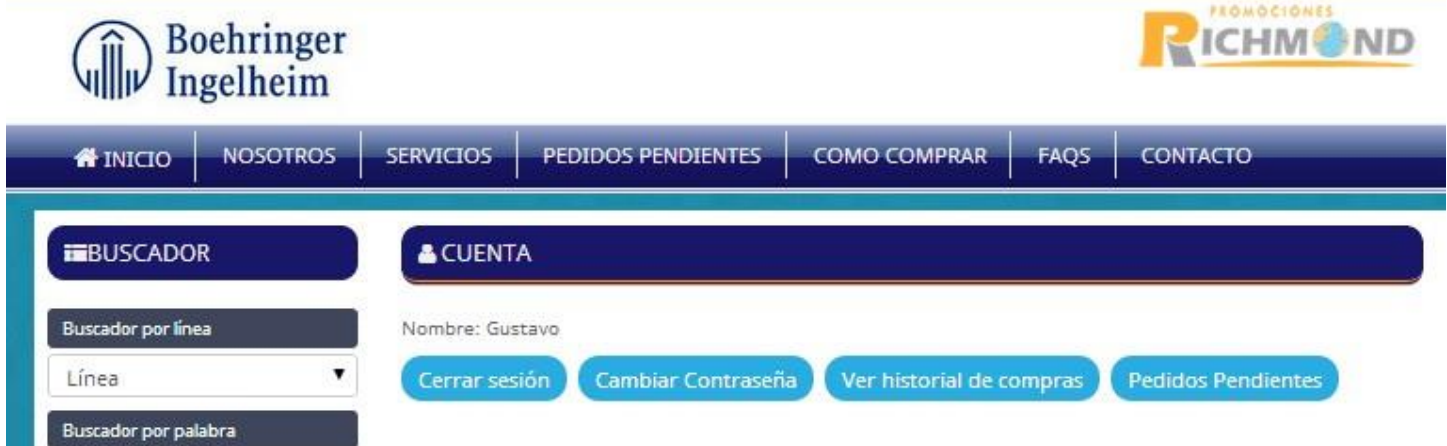 Boehringer
Ingelheim
PROMOCIONES
RICHMOND
INICIO NOSOTROS SERVICIOS PEDIDOS PENDIENTES COMO COMPRAR FAQS CONTACTO
BUSCADOR
CUENTA
Buscador por línea
Línea
Buscador por palabra
Nombre: Gustavo
Cerrar sesión Cambiar Contraseña Ver historial de compras Pedidos Pendientes